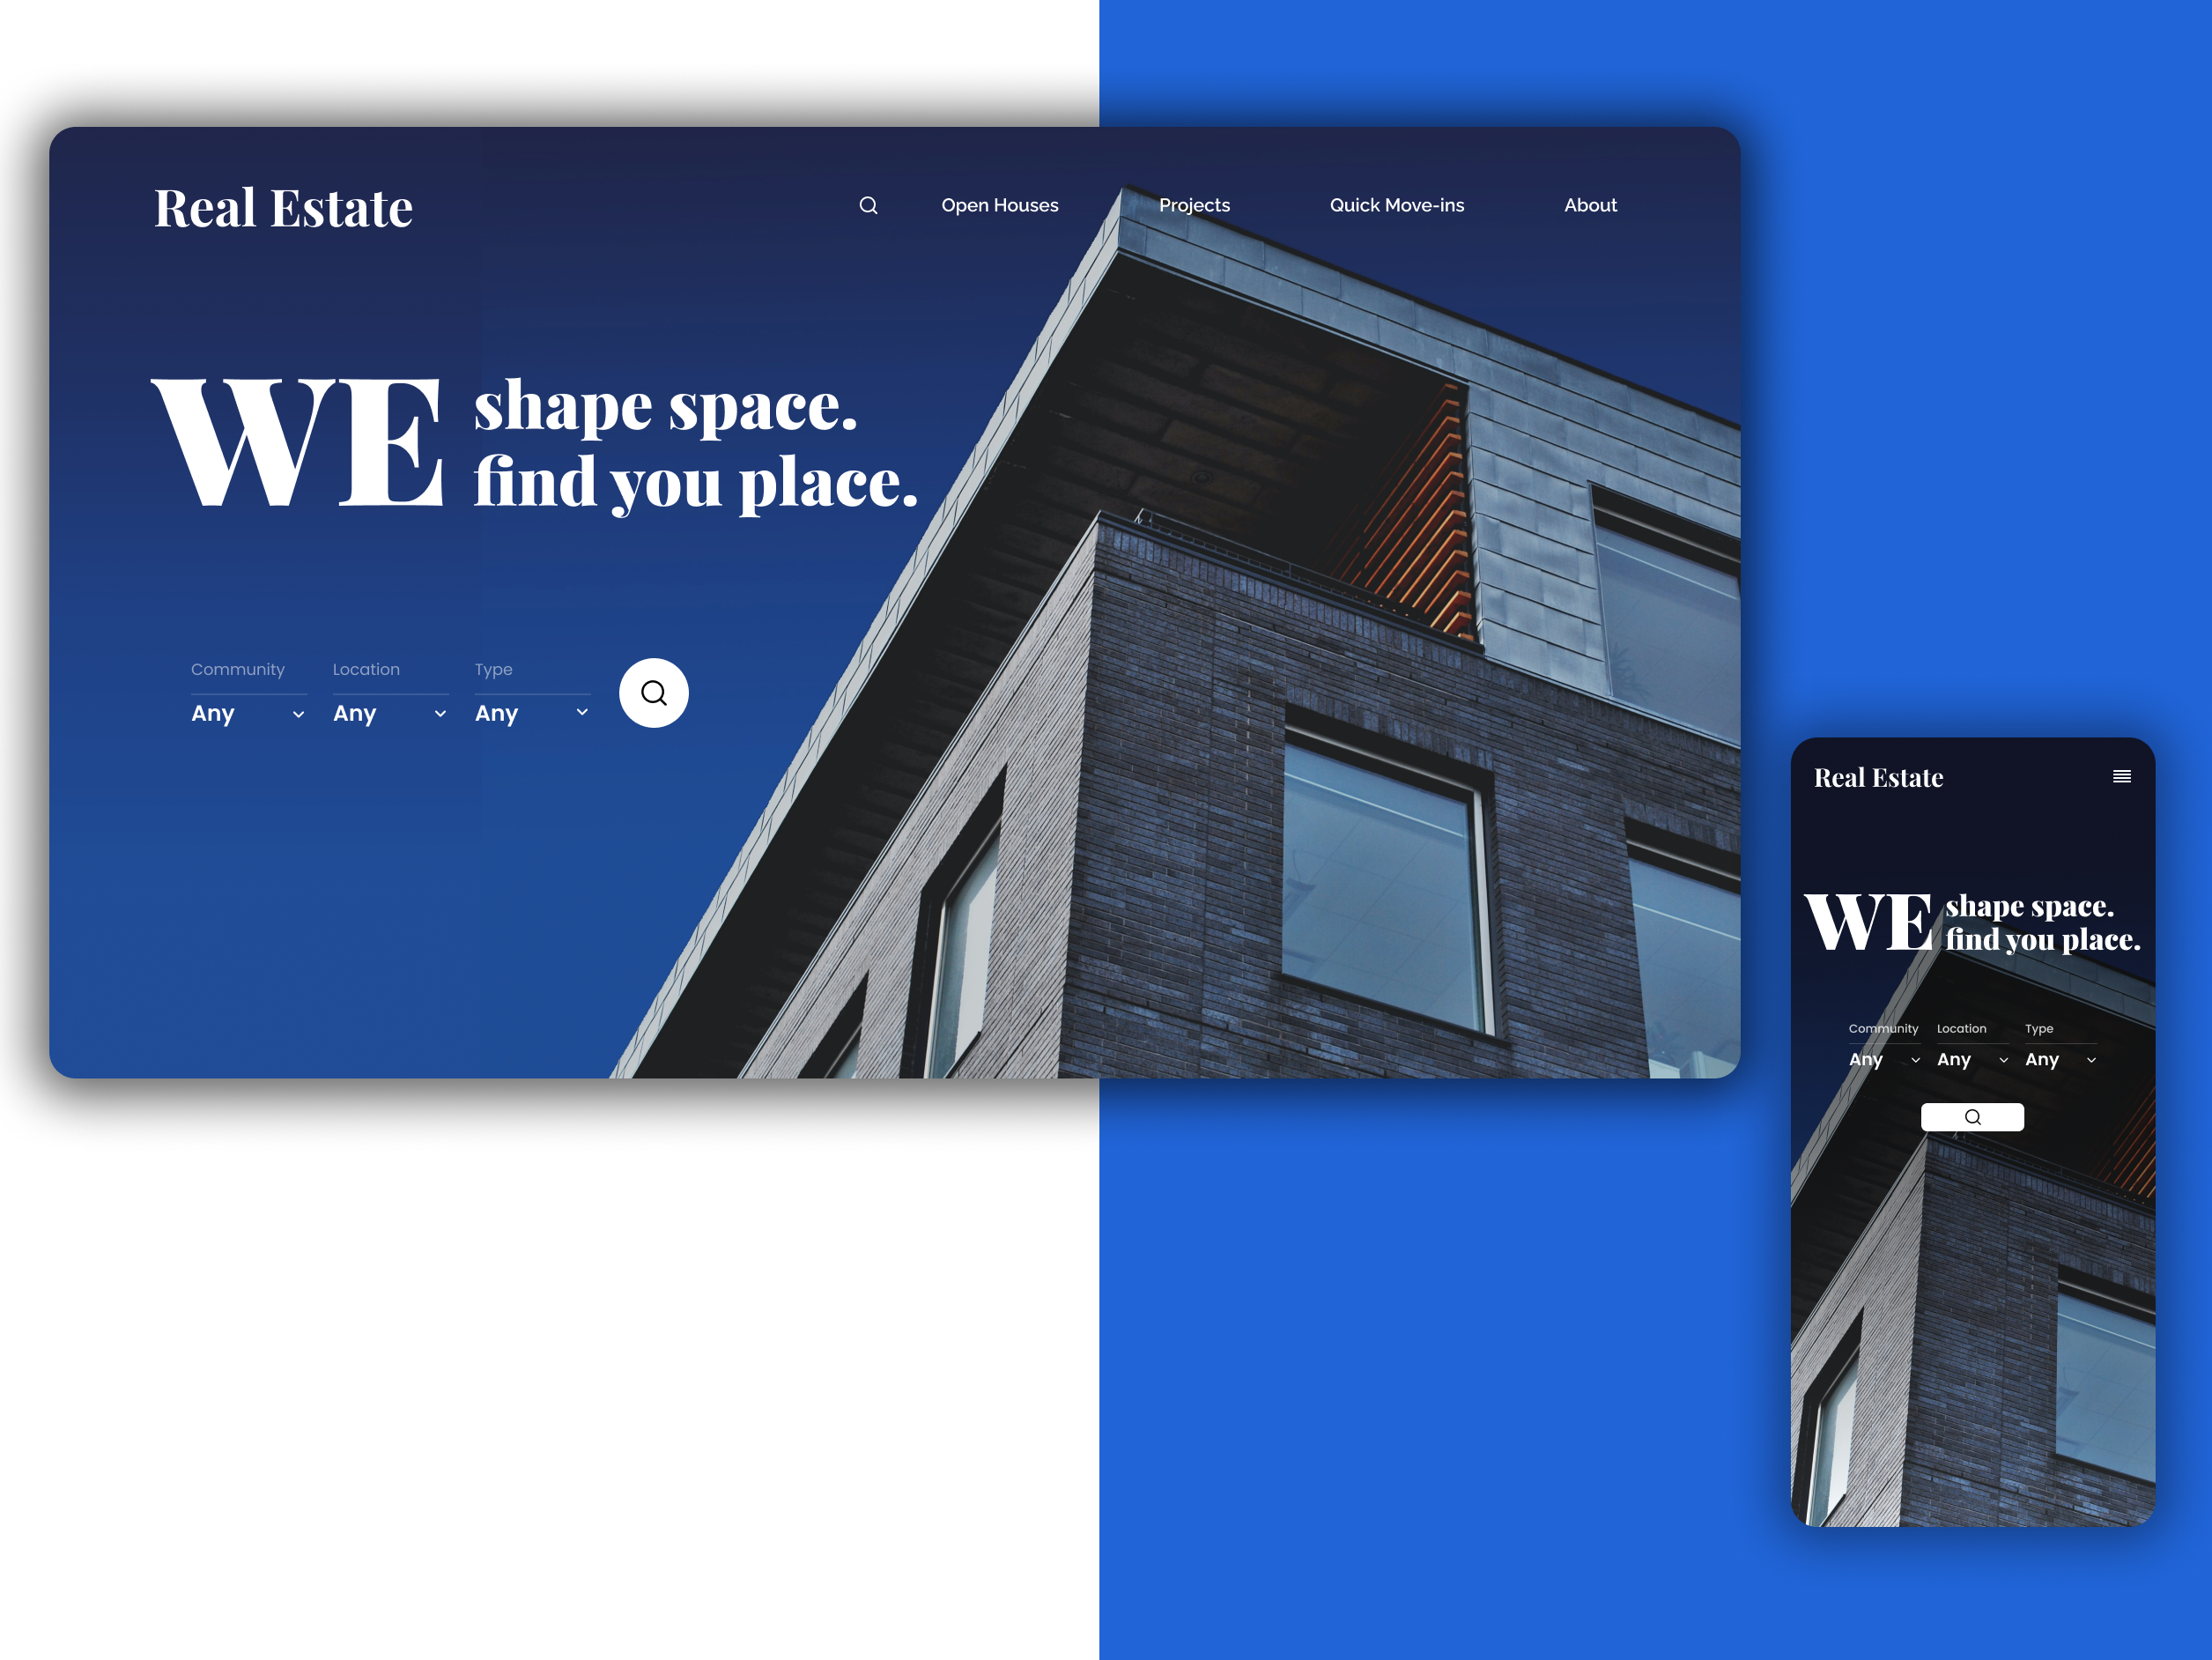 Real Estate
Open Houses Projects Quick Move-ins About
WE shape space.
find you place.
Community Location Type
Any Any Any
Real Estate
WE shape space.
find you place.
Community Location Type
Any Any Any